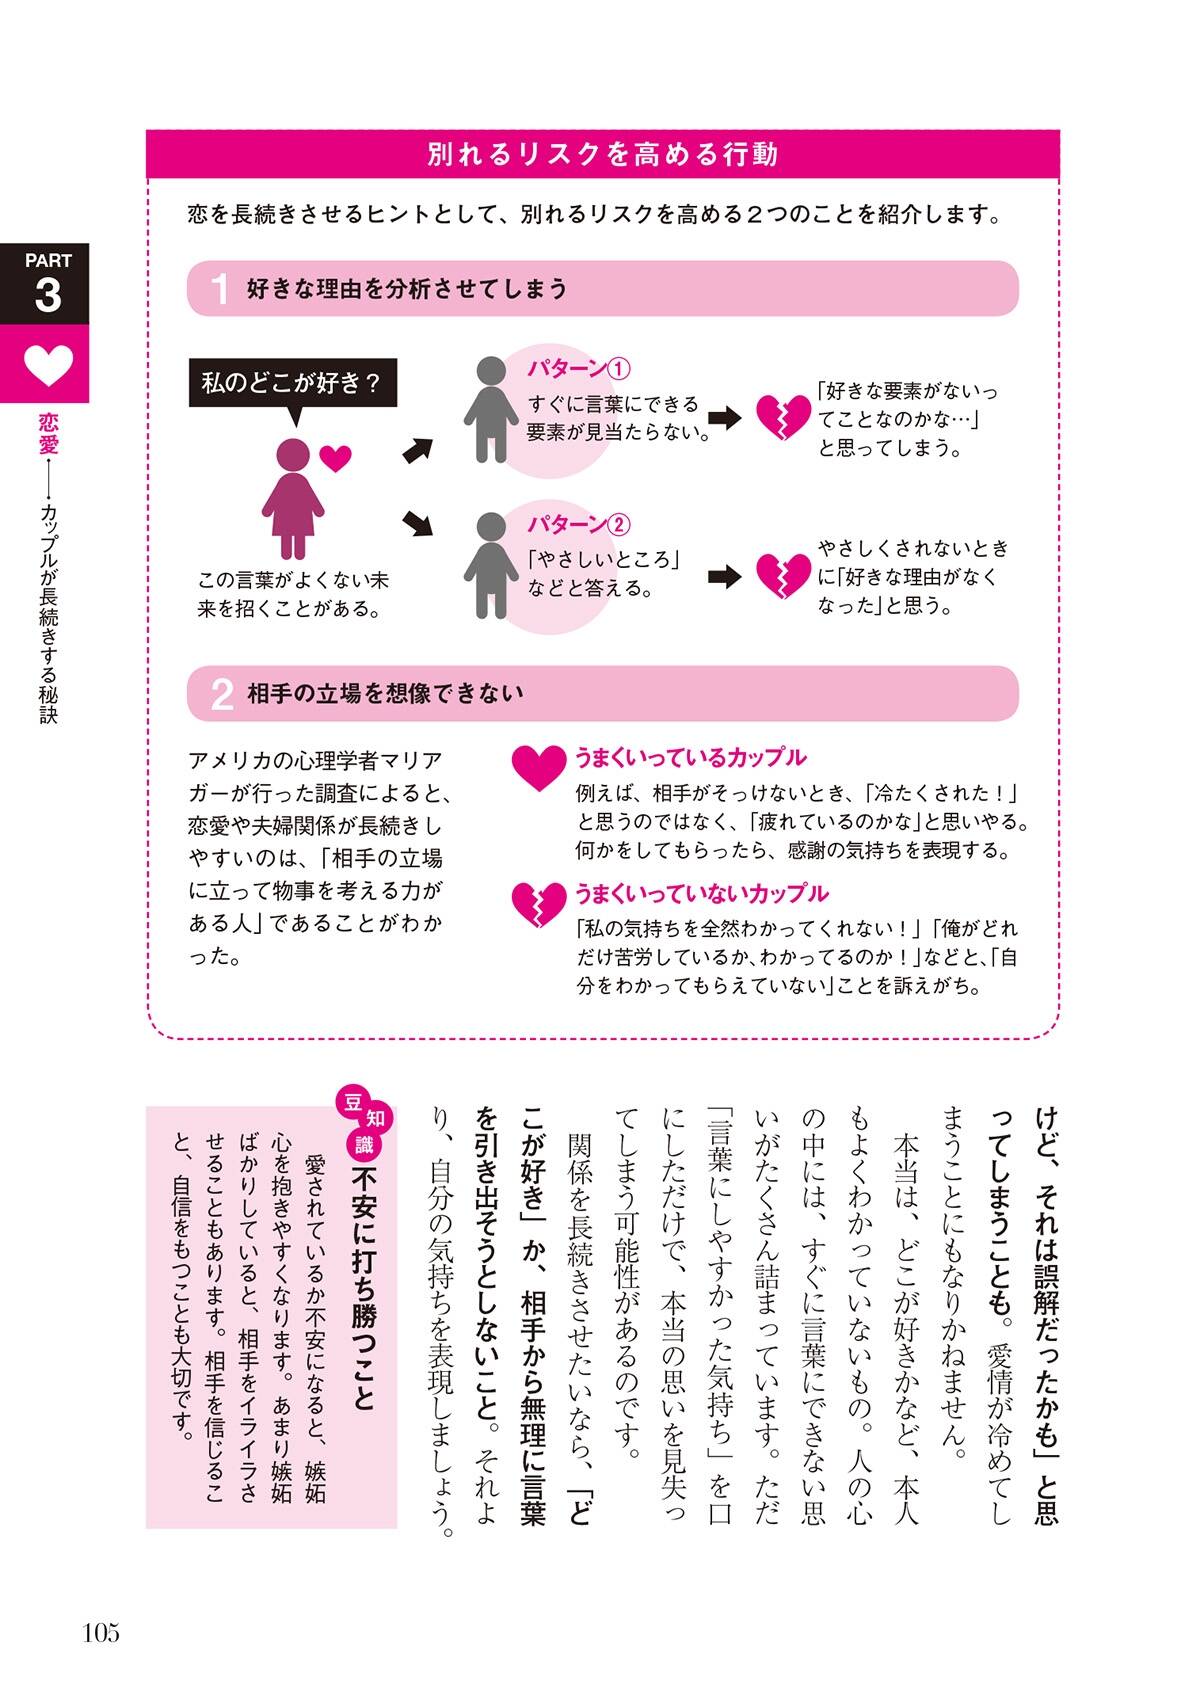 別れるリスクを高める行動
恋を長続きさせるヒントとして、別れるリスクを高める２つのことを紹介します。
1 好きな理由を分析させてしまう
私のどこが好き？
この言葉がよくない未
来を招くことがある。
パターン①
すぐに言葉にできる
要素が見当たらない。
「好きな要素がないっ
てことなのかな…」
と思ってしまう。
パターン②
「やさしいところ」
などと答える。
やさしくされないとき
に「好きな理由がなく
なった」と思う。
2 相手の立場を想像できない
アメリカの心理学者マリア
ガーが行った調査によると、
恋愛や夫婦関係が長続きし
やすいのは、「相手の立場
に立って物事を考える力が
ある人」であることがわか
った。
うまくいっているカップル
例えば、相手がそっけないとき、「冷たくされた！」
と思うのではなく、「疲れているのかな」と思いやる。
何かをしてもらったら、感謝の気持ちを表現する。
うまくいっていないカップル
「私の気持ちを全然わかってくれない！」「俺がどれ
だけ苦労しているか、わかってるのか！」などと、「自
分をわかってもらえていない」ことを訴えがち。
PART
3
恋愛――カップルが長続きする秘訣
けど、それは誤解だったかも」と思
ってしまうことも。愛情が冷めてし
まうことにもなりかねません。
本当は、どこが好きかなど、本人
もよくわかっていないもの。人の心
の中には、すぐに言葉にできない思
いがたくさん詰まっています。ただ
「言葉にしやすかった気持ち」を口
にしただけで、本当の思いを見失っ
てしまう可能性があるのです。
関係を長続きさせたいなら、「ど
こが好き」か、相手から無理に言葉
を引き出そうとしないこと。それよ
り、自分の気持ちを表現しましょう。
豆知識
不安に打ち勝つこと
愛されているか不安になると、嫉妬
心を抱きやすくなります。あまり嫉妬
ばかりしていると、相手をイライラさ
せることもあります。相手を信じるこ
と、自信をもつことも大切です。
105